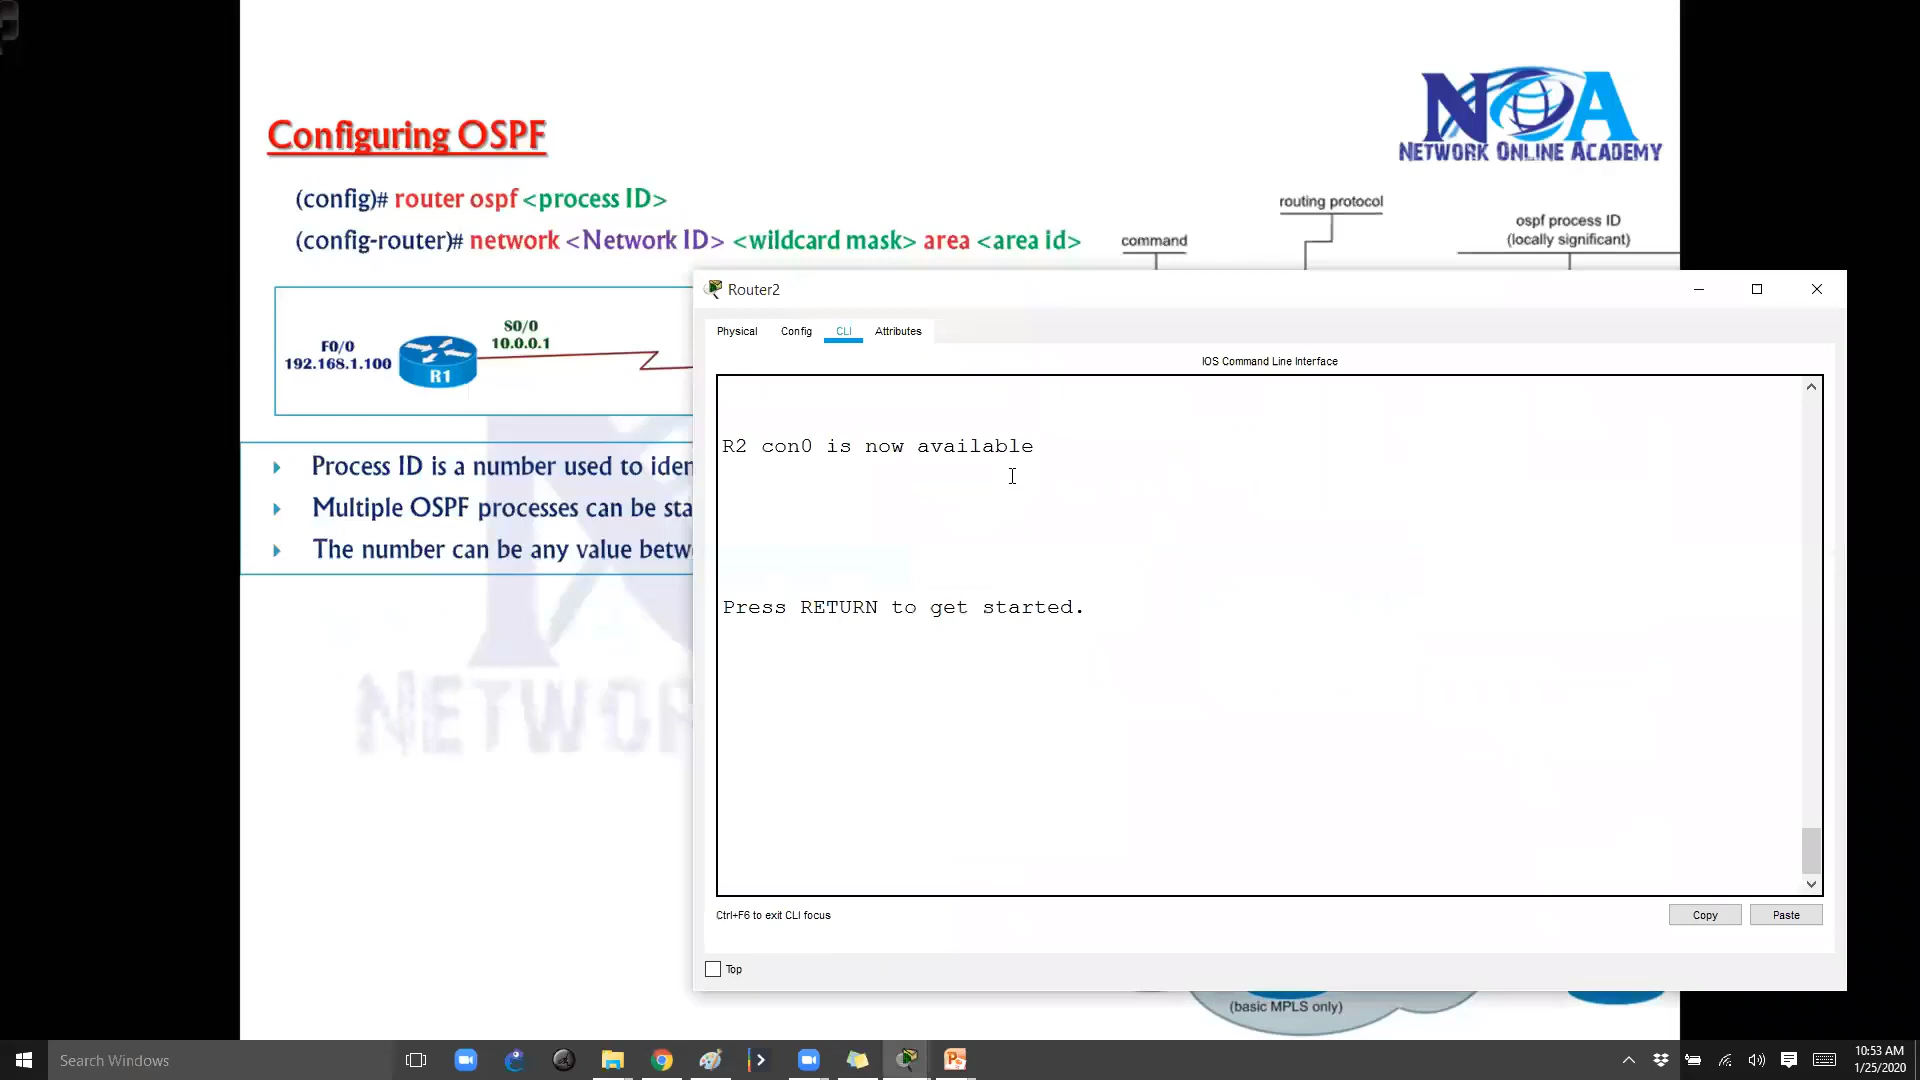 Configuring OSPF
NOA
NETWORK ONLINE ACADEMY
(config)# router ospf <process ID>
(config-router)# network <Network ID> <wildcard mask> area <area id>
routing protocol
ospf process ID
(locally significant)
command
F0/0
192.168.1.100
R1
S0/0
10.0.0.1
Process ID is a number used to
Multiple OSPF processes can be
The number can be any value
NETWOR
Router2
Physical Config CLI Attributes
IOS Command Line Interface
R2 con0 is now available
Press RETURN to get started.
Ctrl+F6 to exit CLI focus
Copy Paste
Top
(basic MPLS only)
Search Windows
10:53 AM
1/25/2020